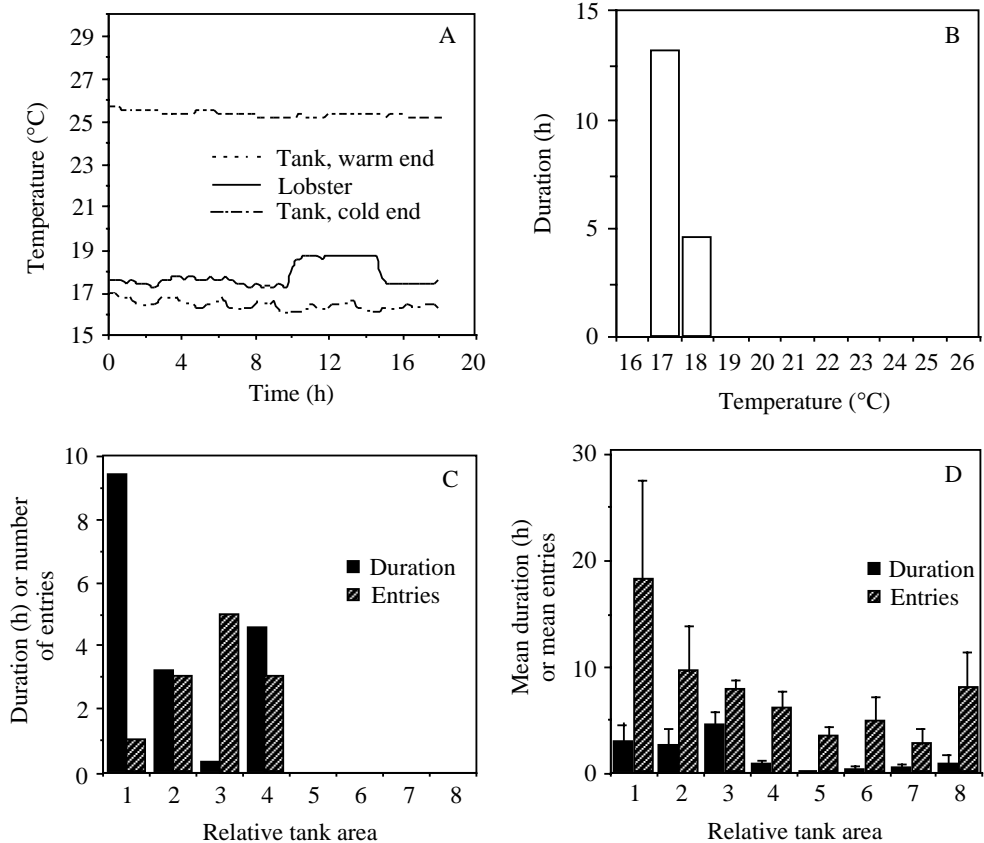 A
29
27
25
23
21
19
17
15
Temperature (°C)
Tank, warm end
Lobster
Tank, cold end
0 4 8 12 16 20
Time (h)
B
15
10
5
0
Duration (h)
16 17 18 19 20 21 22 23 24 25 26
Temperature (°C)
C
10
8
6
4
2
0
Duration (h) or number
of entries
Duration
Entries
1 2 3 4 5 6 7 8
Relative tank area
D
30
20
10
0
Mean duration (h)
or mean entries
Duration
Entries
1 2 3 4 5 6 7 8
Relative tank area